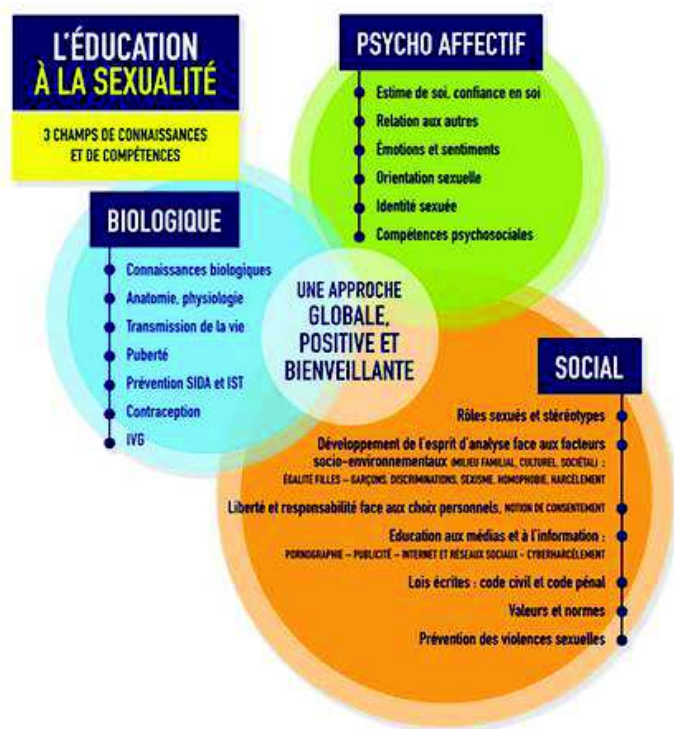 L'ÉDUCATION
À LA SEXUALITÉ
3 CHAMPS DE CONNAISSANCES
ET DE COMPÉTENCES
PSYCHO AFFECTIF
Estime de soi, confiance en soi
Relation aux autres
Émotions et sentiments
Orientation sexuelle
Identité sexuée
Compétences psychosociales
BIOLOGIQUE
Connaissances biologiques
Anatomie, physiologie
Transmission de la vie
Puberté
Prévention SIDA et IST
Contraception
IVG
UNE APPROCHE
GLOBALE,
POSITIVE ET
BIENVEILLANTE
SOCIAL
Rôles sexués et stéréotypes
Développement de l'esprit d'analyse face aux facteurs
socio-environnementaux (MILIEU FAMILIAL, CULTUREL, SOCIÉTAL) :
ÉGALITÉ FILLES – GARÇONS, DISCRIMINATIONS, SEXISME, HOMOPHOBIE, HARCÈLEMENT
Liberté et responsabilité face aux choix personnels, NOTION DE CONSENTEMENT
Education aux médias et à l'information :
PORNOGRAPHIE – PUBLICITÉ – INTERNET ET RÉSEAUX SOCIAUX - CYBERHARCÈLEMENT
Lois écrites : code civil et code pénal
Valeurs et normes
Prévention des violences sexuelles